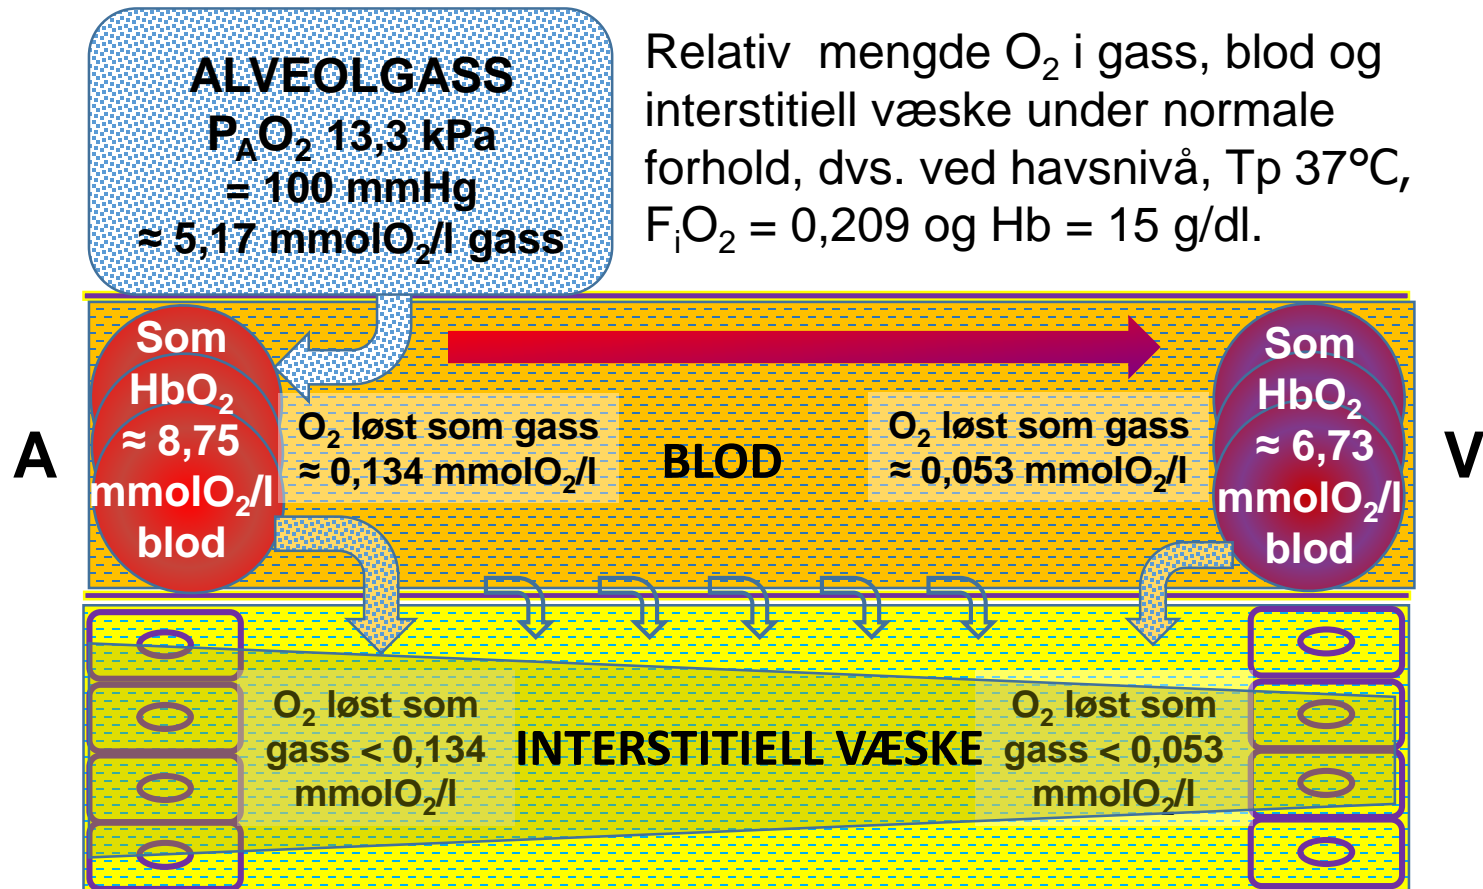 ALVEOLGASS
PAO2 13,3 kPa
= 100 mmHg
≈ 5,17 mmolO2/l gass
Relativ mengde O2 i gass, blod og
interstitiell væske under normale
forhold, dvs. ved havsnivå, Tp 37°C,
FiO2 = 0,209 og Hb = 15 g/dl.
A
Som
HbO2
≈ 8,75
mmolO2/l
blod
O2 løst som gass
≈ 0,134 mmolO2/l
BLOD
O2 løst som gass
≈ 0,053 mmolO2/l
Som
HbO2
≈ 6,73
mmolO2/l
blod
V
O2 løst som
gass < 0,134
mmolO2/l
INTERSTITIELL VÆSKE
O2 løst som
gass < 0,053
mmolO2/l